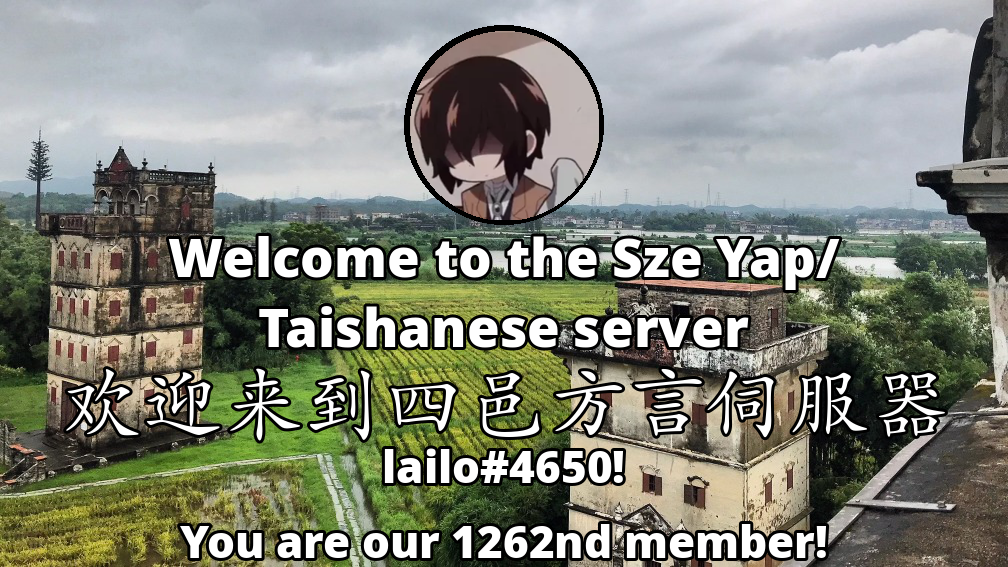 Welcome to the Sze Yap/
Taishanese server
欢迎来到四邑方言伺服器
lailo#4650!
You are our 1262nd member!